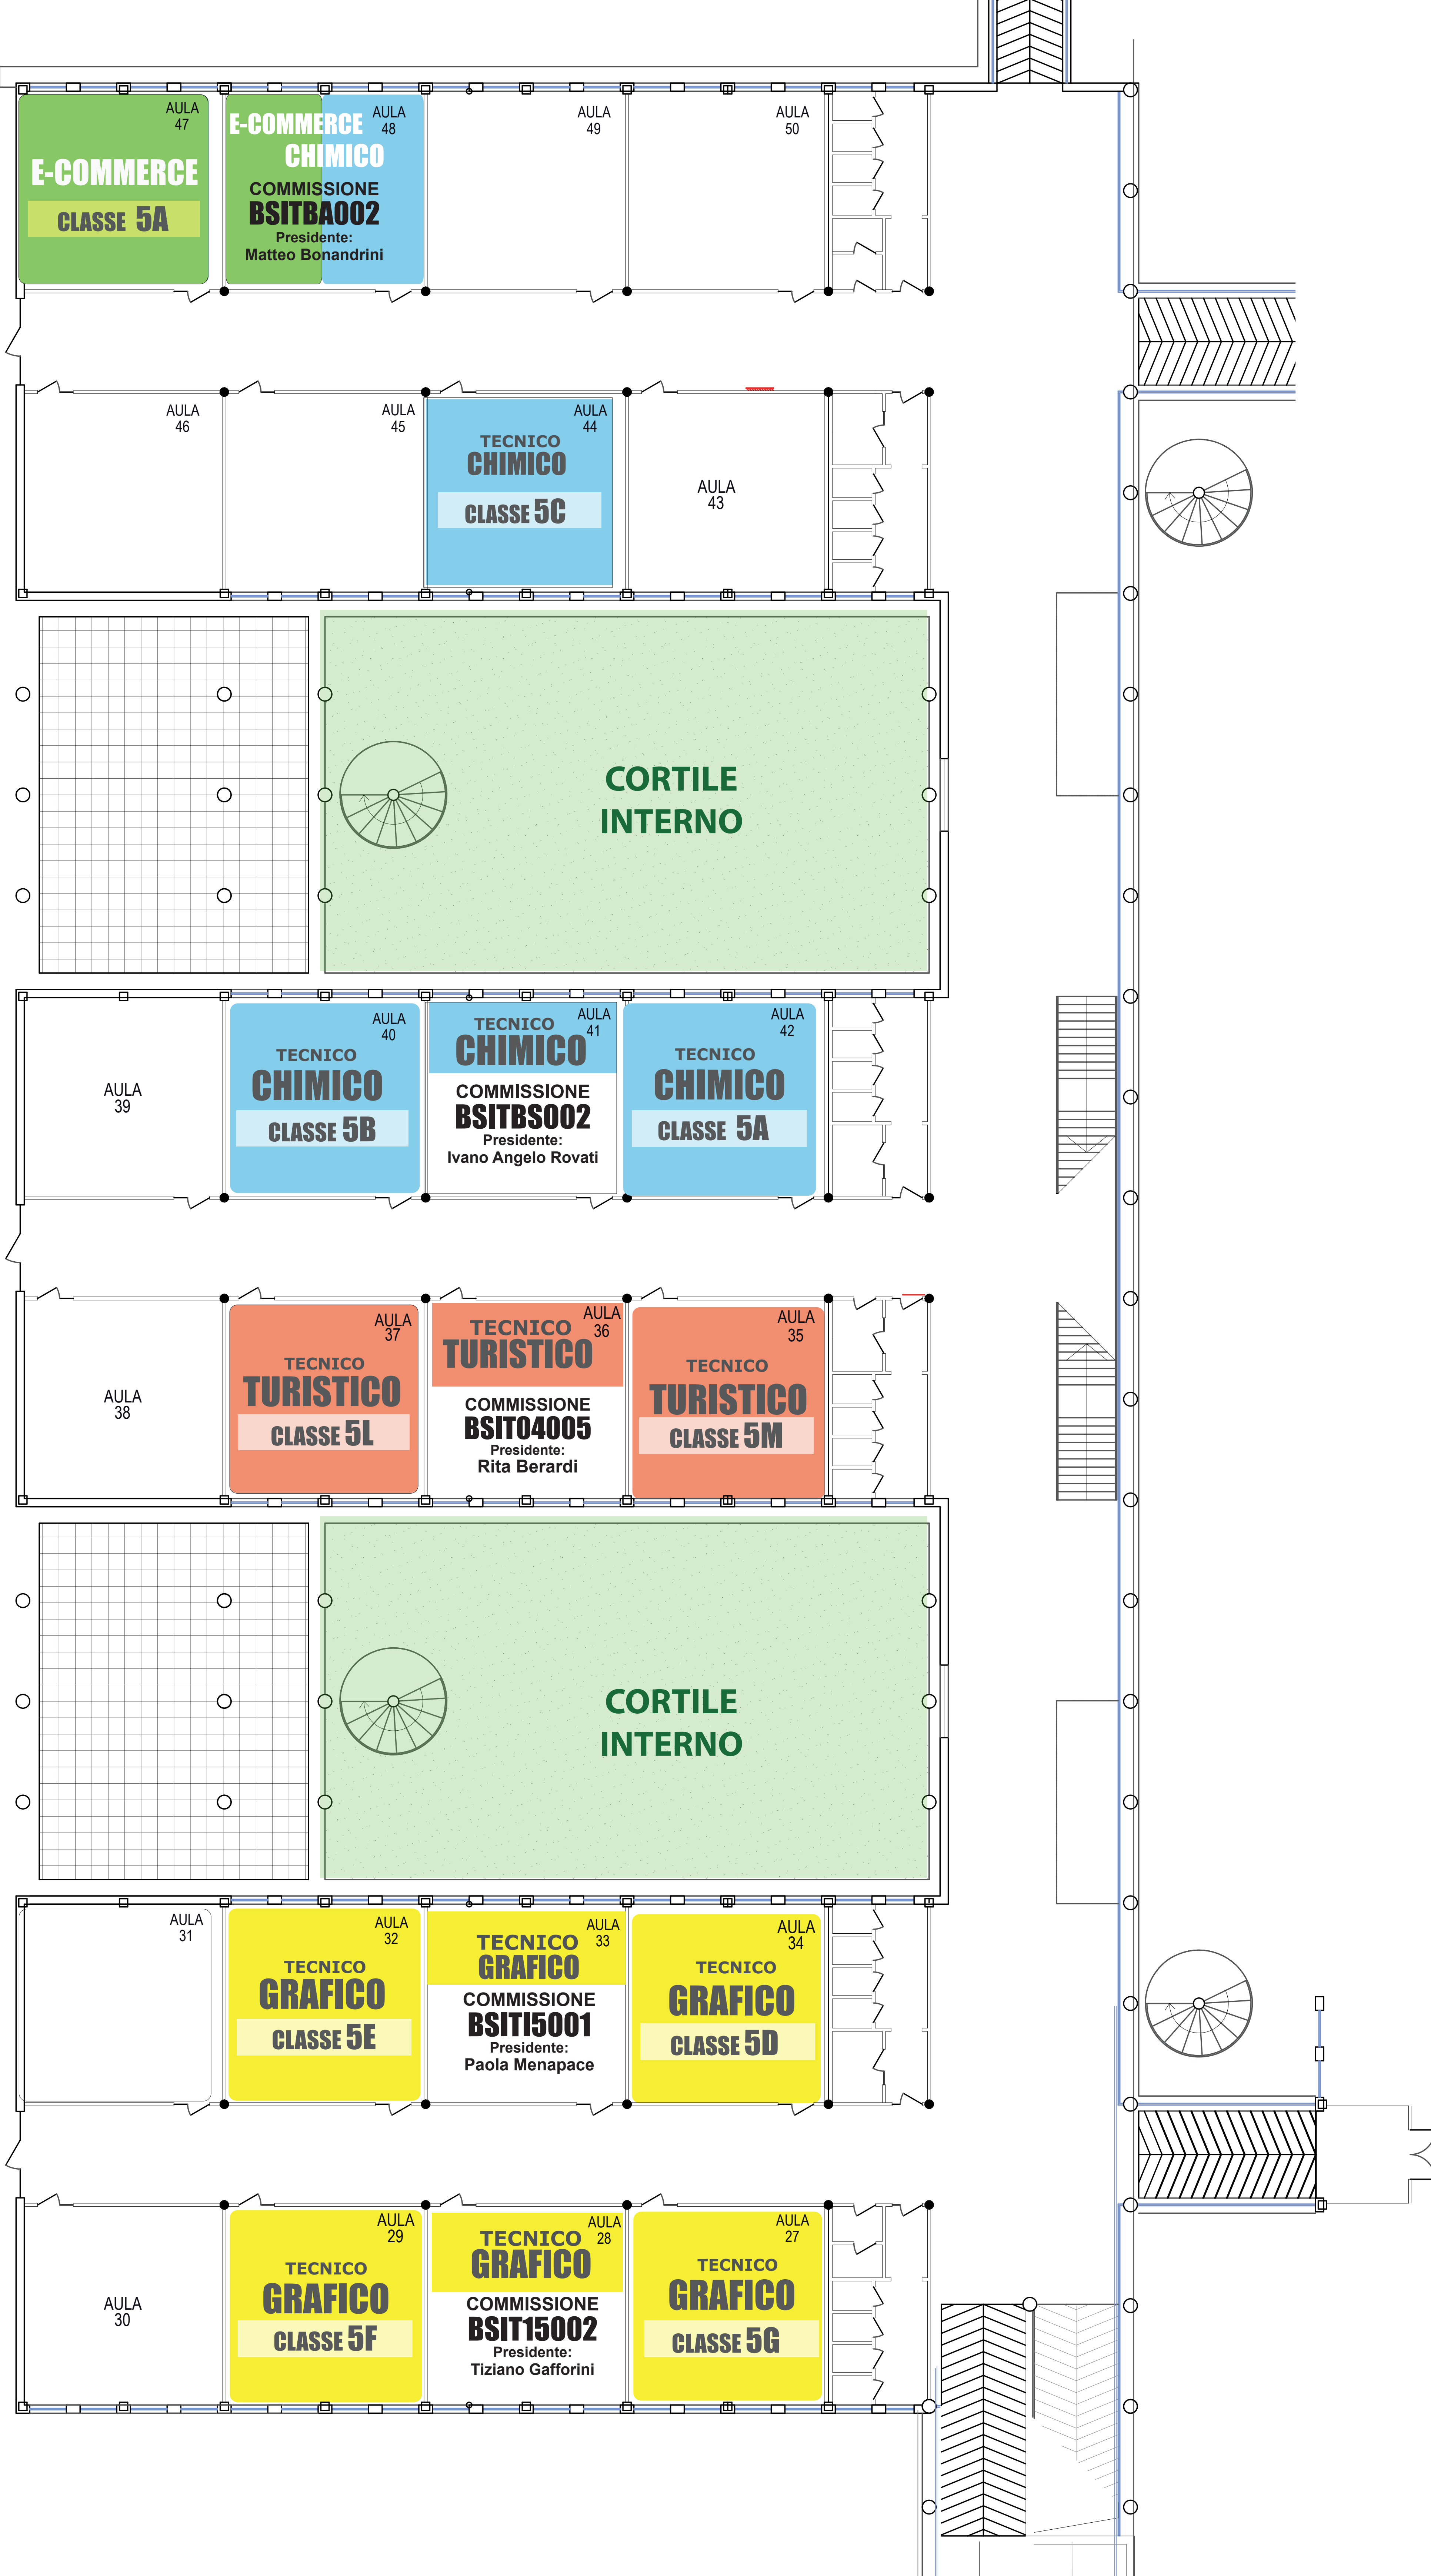 AULA
47
E-COMMERCE
CLASSE 5A
AULA
48
E-COMMERCE
CHIMICO
COMMISSIONE
BSITBA002
Presidente:
Matteo Bonandrini
AULA
49
AULA
50
AULA
46
AULA
45
AULA
44
TECNICO
CHIMICO
CLASSE 5C
AULA
43
CORTILE
INTERNO
AULA
39
AULA
40
TECNICO
CHIMICO
CLASSE 5B
AULA
41
TECNICO
CHIMICO
COMMISSIONE
BSITBS002
Presidente:
Ivano Angelo Rovati
AULA
42
TECNICO
CHIMICO
CLASSE 5A
AULA
38
AULA
37
TECNICO
TURISTICO
CLASSE 5L
AULA
36
TECNICO
TURISTICO
COMMISSIONE
BSIT04005
Presidente:
Rita Berardi
AULA
35
TECNICO
TURISTICO
CLASSE 5M
CORTILE
INTERNO
AULA
31
AULA
32
TECNICO
GRAFICO
CLASSE 5E
AULA
33
TECNICO
GRAFICO
COMMISSIONE
BSITI5001
Presidente:
Paola Menapace
AULA
34
TECNICO
GRAFICO
CLASSE 5D
AULA
30
AULA
29
TECNICO
GRAFICO
CLASSE 5F
AULA
28
TECNICO
GRAFICO
COMMISSIONE
BSIT15002
Presidente:
Tiziano Gafforini
AULA
27
TECNICO
GRAFICO
CLASSE 5G